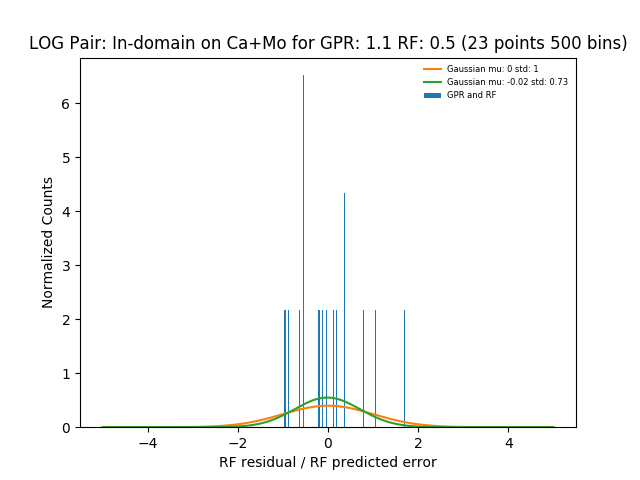 LOG Pair: In-domain on Ca+Mo for GPR: 1.1 RF: 0.5 (23 points 500 bins)
Gaussian mu: 0 std: 1
Gaussian mu: -0.02 std: 0.73
GPR and RF
Normalized Counts
6
5
4
3
2
1
0
−4 −2 0 2 4
RF residual / RF predicted error